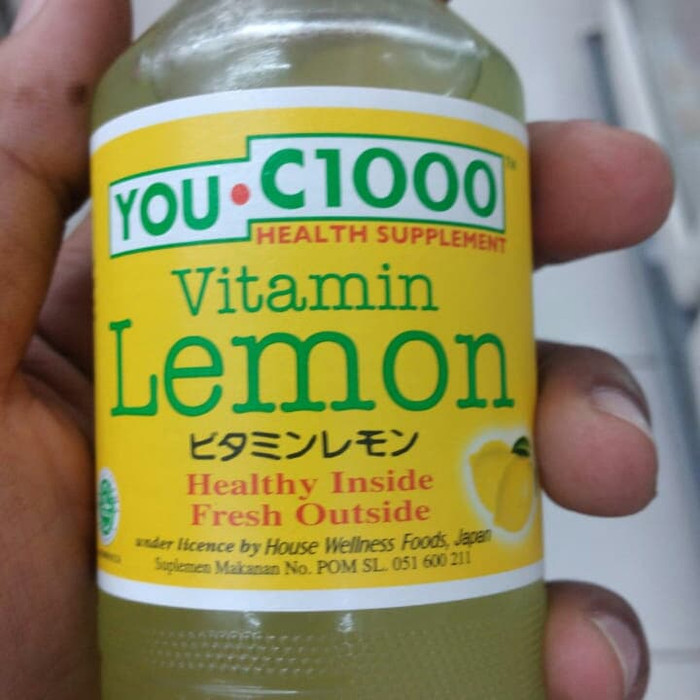 YOU•C1000™
HEALTH SUPPLEMENT
Vitamin
Lemon
ビタミンレモン
Healthy Inside
Fresh Outside
under licence by House Wellness Foods, Japan
Suplemen Makanan No. POM SL. 051 600 211